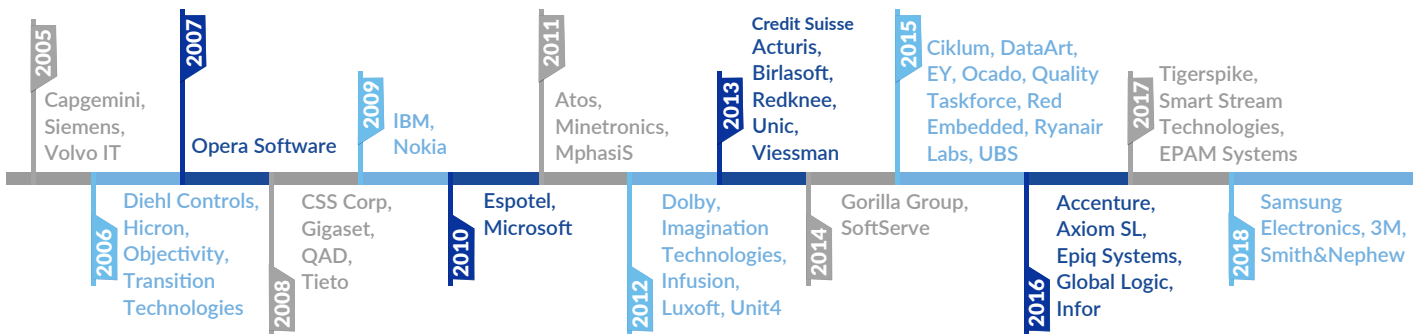 2005
Capgemini,
Siemens,
Volvo IT
2006
Diehl Controls,
Hicron,
Objectivity,
Transition
Technologies
2007
Opera Software
2008
CSS Corp,
Gigaset,
QAD,
Tieto
2009
IBM,
Nokia
2010
Espotel,
Microsoft
2011
Atos,
Minetronics,
MphasiS
2012
Dolby,
Imagination
Technologies,
Infusion,
Luxoft, Unit4
2013
Credit Suisse
Acturis,
Birlasoft,
Redknee,
Unic,
Viessman
2014
Gorilla Group,
SoftServe
2015
Ciklum, DataArt,
EY, Ocado, Quality
Taskforce, Red
Embedded, Ryanair
Labs, UBS
2016
Accenture,
Axiom SL,
Epiq Systems,
Global Logic,
Infor
2017
Tigerspike,
Smart Stream
Technologies,
EPAM Systems
2018
Samsung
Electronics, 3M,
Smith&Nephew